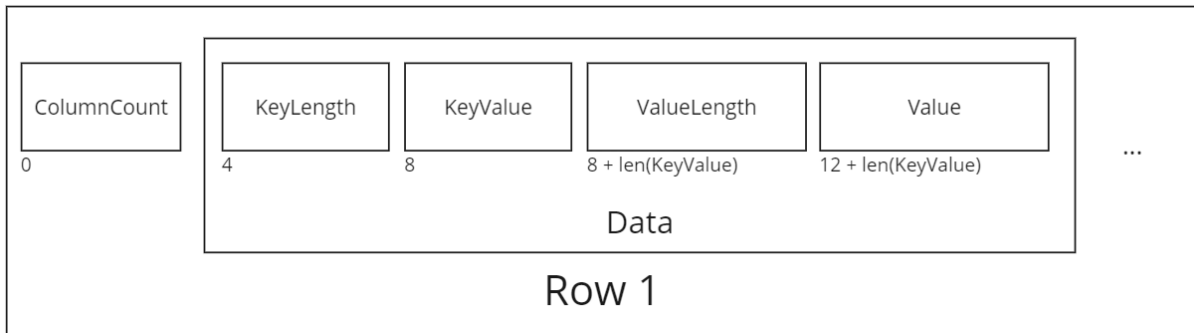 ColumnCount
KeyLength
KeyValue
ValueLength
Value
0
4
8
8 + len(KeyValue)
12 + len(KeyValue)
...
Data
Row 1